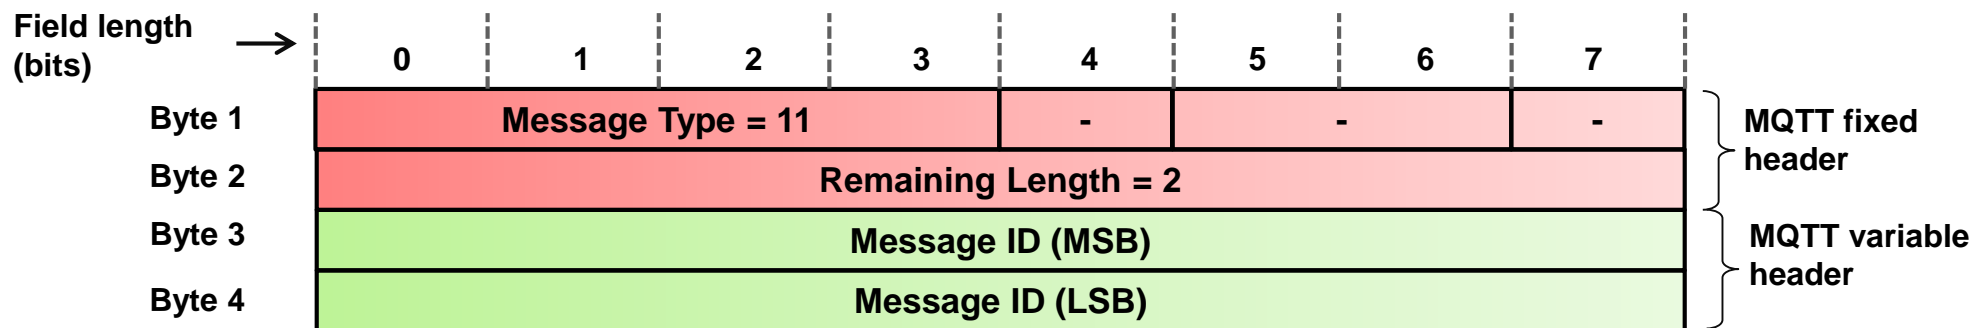 Field length
(bits)
0 1 2 3 4 5 6 7
Byte 1 Message Type = 11 - - -
MQTT fixed
header
Byte 2 Remaining Length = 2
Byte 3 Message ID (MSB)
MQTT variable
header
Byte 4 Message ID (LSB)